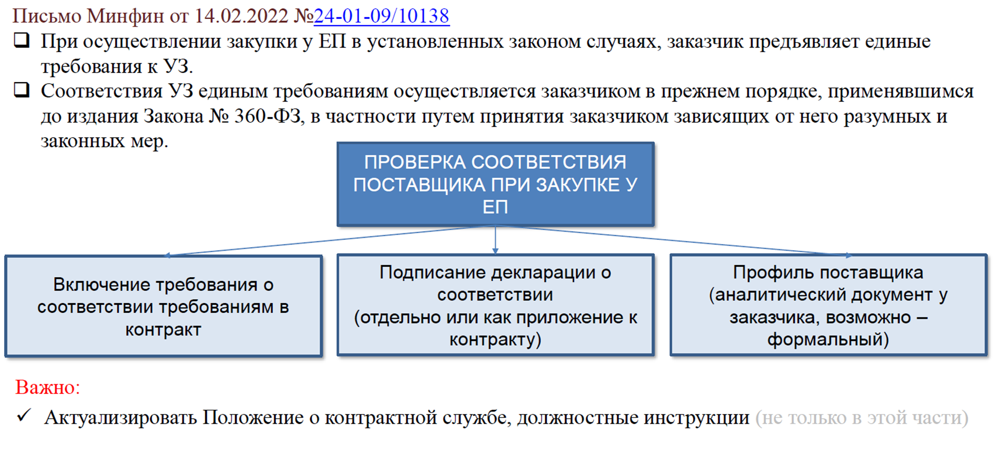 Письмо Минфин от 14.02.2022 №24-01-09/10138
При осуществлении закупки у ЕП в установленных законом случаях, заказчик предъявляет единые
требования к УЗ.
Соответствия УЗ единым требованиям осуществляется заказчиком в прежнем порядке, применявшимся
до издания Закона № 360-ФЗ, в частности путем принятия заказчиком зависящих от него разумных и
законных мер.
ПРОВЕРКА СООТВЕТСТВИЯ
ПОСТАВЩИКА ПРИ ЗАКУПКЕ У
ЕП
Включение требования о
соответствии требованиям в
контракт
Подписание декларации о
соответствии
(отдельно или как приложение к
контракту)
Профиль поставщика
(аналитический документ у
заказчика, возможно –
формальный)
Важно:
✓ Актуализировать Положение о контрактной службе, должностные инструкции (не только в этой части)